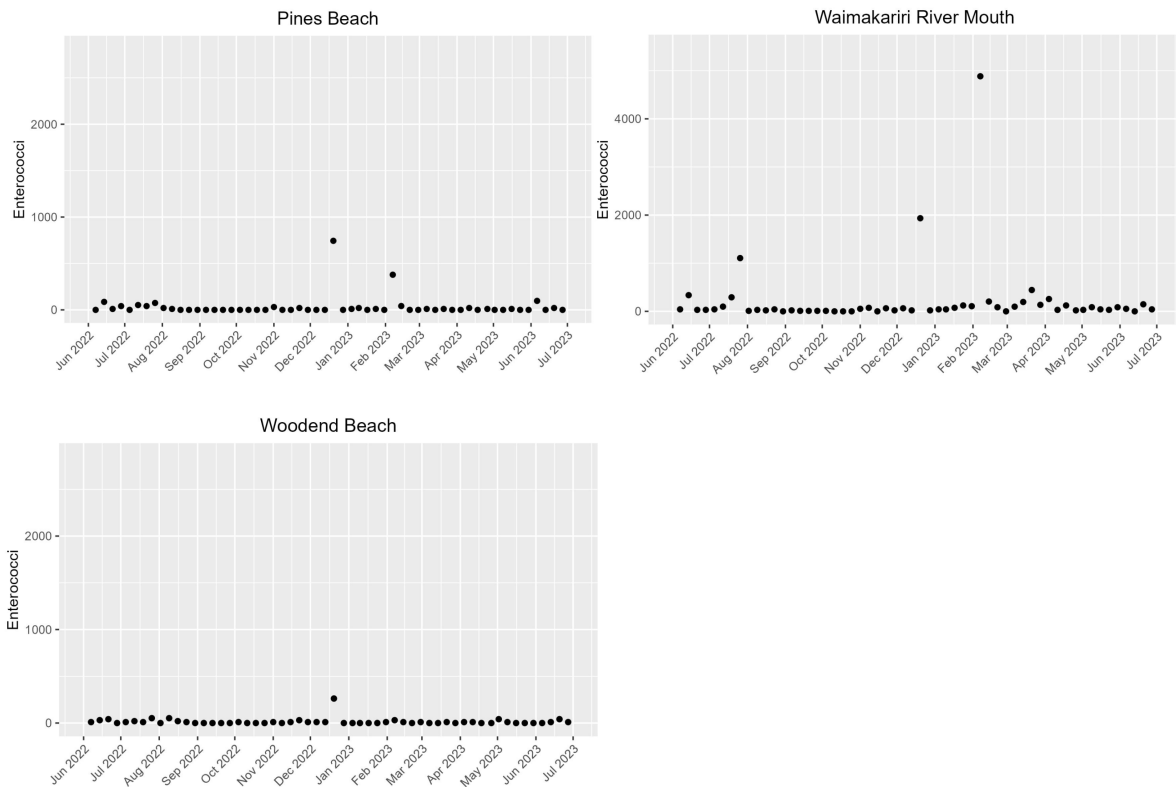 Pines Beach
Enterococci
2000
1000
0
Jun 2022
Jul 2022
Aug 2022
Sep 2022
Oct 2022
Nov 2022
Dec 2022
Jan 2023
Feb 2023
Mar 2023
Apr 2023
May 2023
Jun 2023
Jul 2023
Waimakariri River Mouth
Enterococci
4000
2000
0
Jun 2022
Jul 2022
Aug 2022
Sep 2022
Oct 2022
Nov 2022
Dec 2022
Jan 2023
Feb 2023
Mar 2023
Apr 2023
May 2023
Jun 2023
Jul 2023
Woodend Beach
Enterococci
2000
1000
0
Jun 2022
Jul 2022
Aug 2022
Sep 2022
Oct 2022
Nov 2022
Dec 2022
Jan 2023
Feb 2023
Mar 2023
Apr 2023
May 2023
Jun 2023
Jul 2023